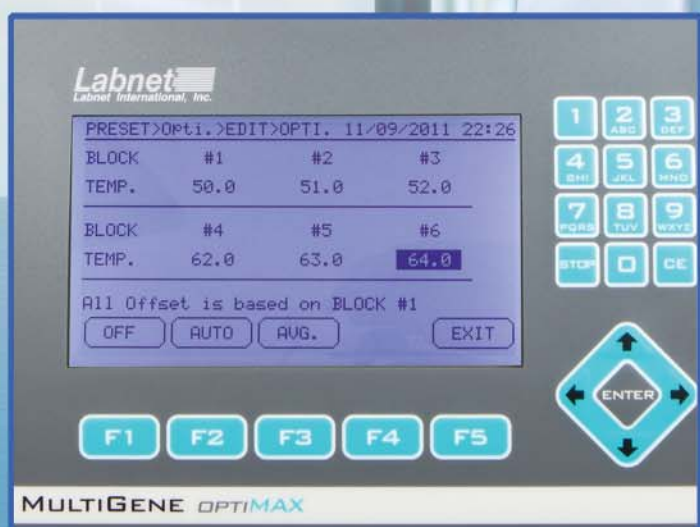 Labnet
Labnet International, Inc.
PRESET>OPti.>EDIT>OPTI. 11/09/2011 22:26
BLOCK #1 #2 #3
TEMP. 50.0 51.0 52.0
BLOCK #4 #5 #6
TEMP. 62.0 63.0 64.0
All Offset is based on BLOCK #1
OFF AUTO AVG. EXIT
F1 F2 F3 F4 F5
1 2 ABC 3 DEF
4 GHI 5 JKL 6 MNO
7 PQRS 8 TUV 9 WXYZ
STOP 0 CE
ENTER
MULTIGENE OPTIMAX